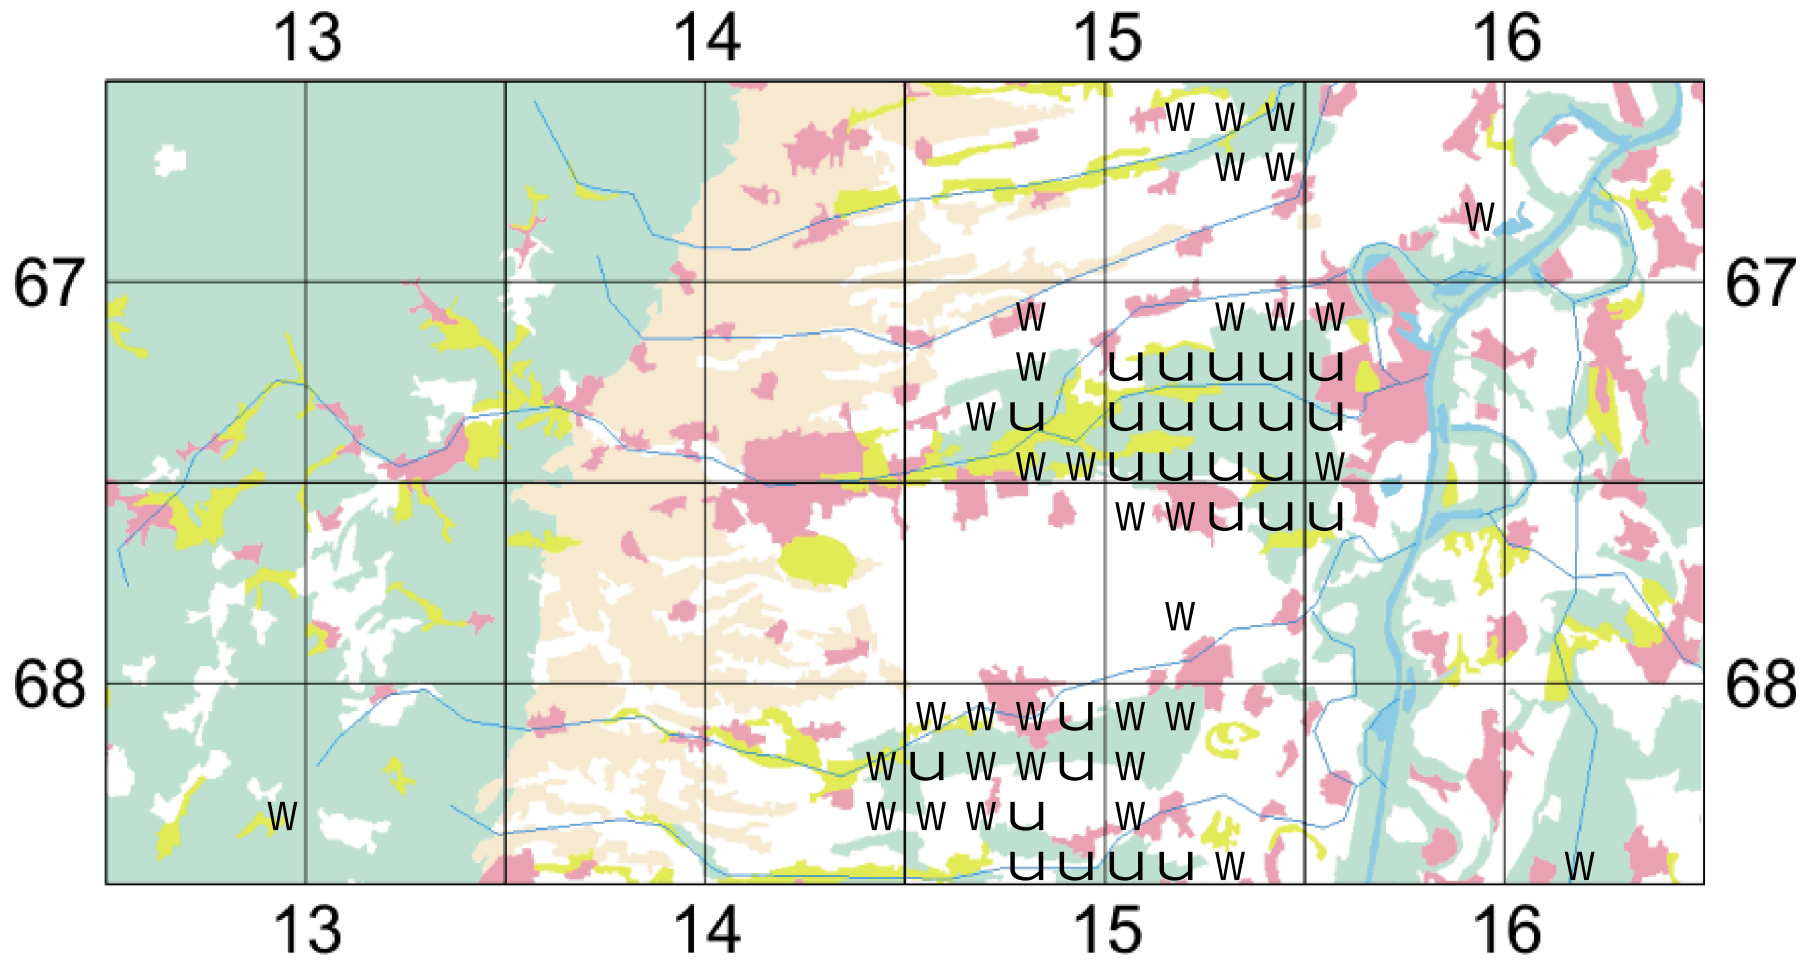 13 14 15 16
W W W
W W
W
67 67
W W W W
W u u u u u
W u u u u u u
W W u u u u W
W W u u u
W
68 68
W W W u W W
W u W W u W
W W W W u W
u u u u W W
13 14 15 16